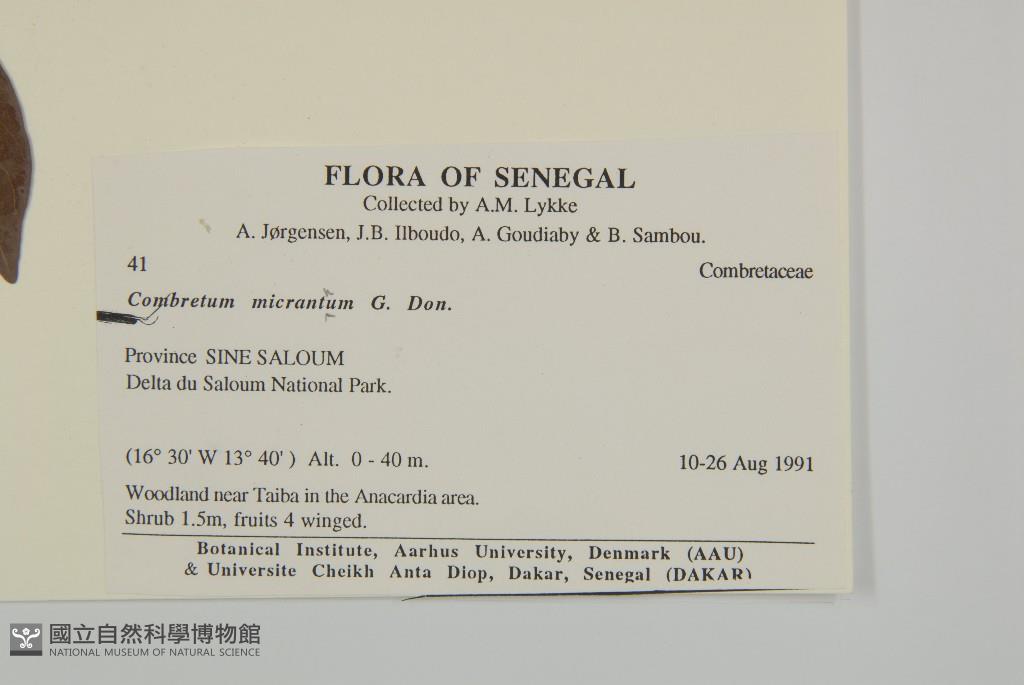 FLORA OF SENEGAL
Collected by A.M. Lykke
A. Jørgensen, J.B. Ilboudo, A. Goudiaby & B. Sambou.
41
Combretaceae
Combretum micrantum G. Don.
Province SINE SALOUM
Delta du Saloum National Park.
(16° 30' W 13° 40' ) Alt. 0 - 40 m.
10-26 Aug 1991
Woodland near Taiba in the Anacardia area.
Shrub 1.5m, fruits 4 winged.
Botanical Institute, Aarhus University, Denmark (AAU)
& Universite Cheikh Anta Diop, Dakar, Senegal (DAKAR)
國立自然科學博物館
NATIONAL MUSEUM OF NATURAL SCIENCE